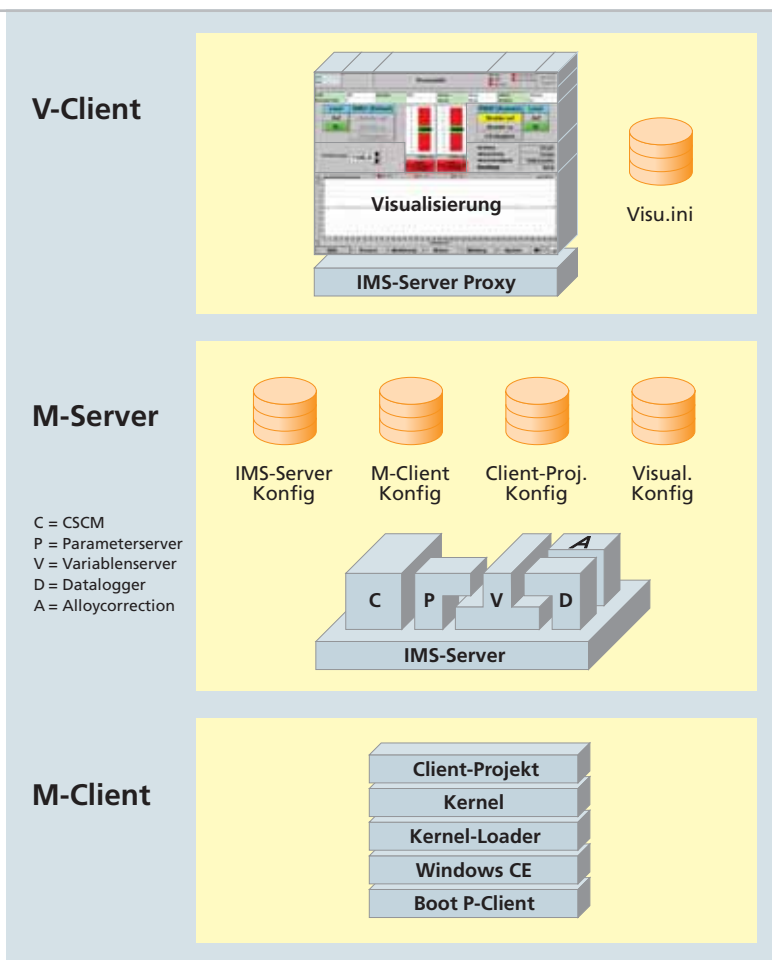 V-Client
Visualisierung
IMS-Server Proxy
Visu.ini
M-Server
IMS-Server
Konfig
M-Client
Konfig
Client-Proj.
Konfig
Visual.
Konfig
C = CSCM
P = Parameterserver
V = Variablenserver
D = Datalogger
A = Alloycorrection
A
C
P
V
D
IMS-Server
M-Client
Client-Projekt
Kernel
Kernel-Loader
Windows CE
Boot P-Client